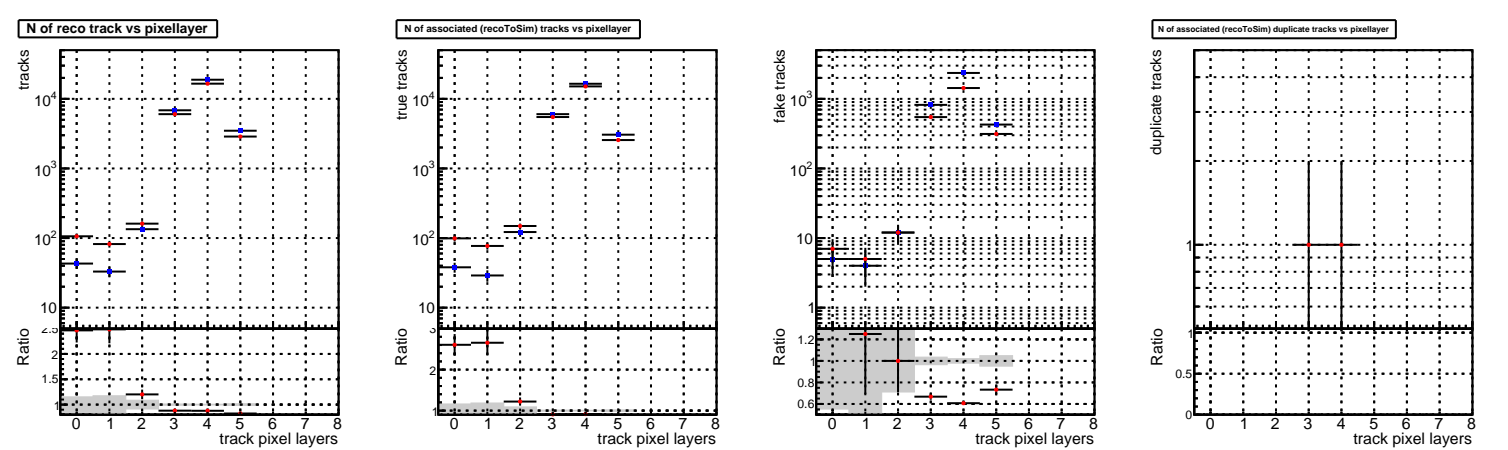 N of reco track vs pixellayer
tracks
10^4
10^3
10^2
10
2.5
2
1.5
1
Ratio
0 1 2 3 4 5 6 7 8
track pixel layers
N of associated (recoToSim) tracks vs pixellayer
true tracks
10^4
10^3
10^2
10
3
2
1
Ratio
0 1 2 3 4 5 6 7 8
track pixel layers
fake tracks
10^3
10^2
10
1
1.2
1
0.8
0.6
Ratio
0 1 2 3 4 5 6 7 8
track pixel layers
N of associated (recoToSim) duplicate tracks vs pixellayer
duplicate tracks
1
1
0.5
0
Ratio
0 1 2 3 4 5 6 7 8
track pixel layers